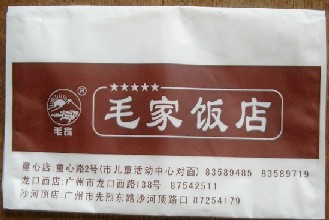 ★★★★★
®
毛家饭店
毛家
童心店:童心路2号(市儿童活动中心对面) 83589485 83589719
龙口西店:广州市龙口西路138号 87542511
沙河顶店:广州市先烈东路沙河顶路口 87254179